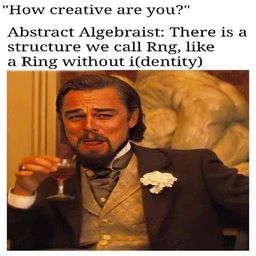 "How creative are you?"
Abstract Algebraist: There is a
structure we call Rng, like
a Ring without i(dentity)